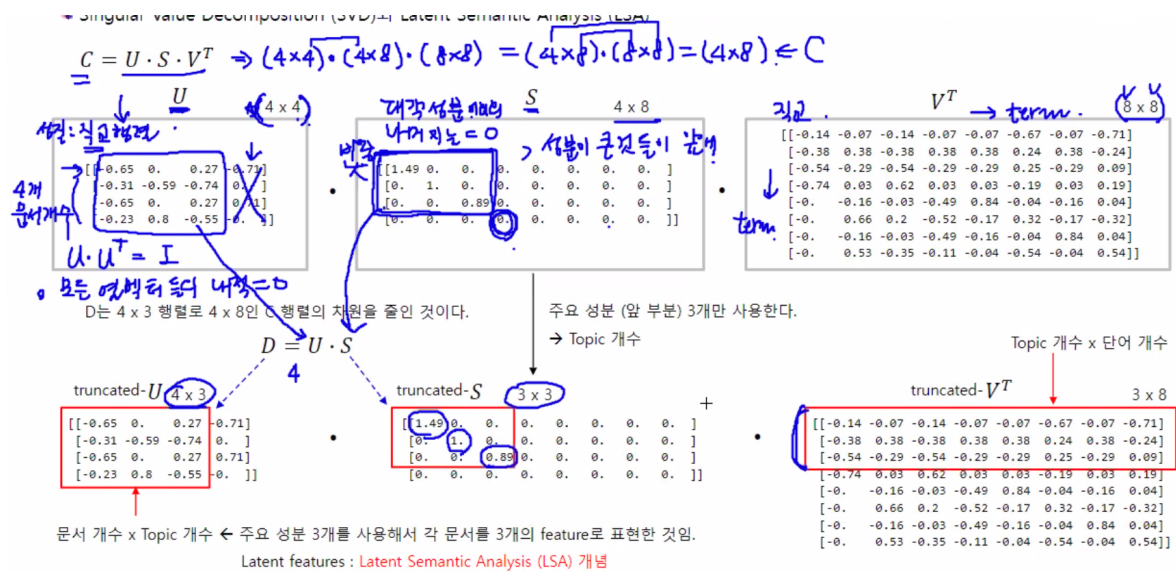 Singular Value Decomposition (SVD)와 Latent Semantic Analysis (LSA)
C = U · S · V^T ⇒ (4×4)·(4×8)·(8×8) = (4×8)·(8×8) = (4×8) ∈ C
U 4 x 4
성질: 직교행렬
4개
문서개수
[[-0.65 0. 0.27 -0.71]
[-0.31 -0.59 -0.74 0. ]
[-0.65 0. 0.27 0.71]
[-0.23 0.8 -0.55 -0. ]]
U · U^T = I
모든 열벡터들의 내적=0
·
대각 성분
나머지는=0
S 4 x 8
성분이 큰것들이
[[1.49 0. 0. 0. 0. 0. 0. 0. ]
[0. 1. 0. 0. 0. 0. 0. 0. ]
[0. 0. 0.89 0. 0. 0. 0. 0. ]
[0. 0. 0. 0. 0. 0. 0. 0. ]]
·
직교
V^T → term. 8 x 8
term
[[-0.14 -0.07 -0.14 -0.07 -0.07 -0.67 -0.07 -0.71]
[-0.38 0.38 -0.38 0.38 0.38 0.24 0.38 -0.24]
[-0.54 -0.29 -0.54 -0.29 -0.29 0.25 -0.29 0.09]
[-0.74 0.03 0.62 0.03 0.03 -0.19 0.03 0.19]
[-0. -0.16 -0.03 -0.49 0.84 -0.04 -0.16 0.04]
[-0. 0.66 0.2 -0.52 -0.17 0.32 -0.17 -0.32]
[-0. -0.16 -0.03 -0.49 -0.16 -0.04 0.84 0.04]
[-0. 0.53 -0.35 -0.11 -0.04 -0.54 -0.04 0.54]]
D는 4 x 3 행렬로 4 x 8인 C 행렬의 차원을 줄인 것이다.
주요 성분 (앞 부분) 3개만 사용한다.
→ Topic 개수
D = U · S
4
Topic 개수 x 단어 개수
truncated-U 4 x 3
[[-0.65 0. 0.27 -0.71]
[-0.31 -0.59 -0.74 0. ]
[-0.65 0. 0.27 0.71]
[-0.23 0.8 -0.55 -0. ]]
·
truncated-S 3 x 3
[[1.49 0. 0. 0. 0. 0. 0. 0. ]
[0. 1. 0. 0. 0. 0. 0. 0. ]
[0. 0. 0.89 0. 0. 0. 0. 0. ]
[0. 0. 0. 0. 0. 0. 0. 0. ]]
·
truncated-V^T 3 x 8
[[-0.14 -0.07 -0.14 -0.07 -0.07 -0.67 -0.07 -0.71]
[-0.38 0.38 -0.38 0.38 0.38 0.24 0.38 -0.24]
[-0.54 -0.29 -0.54 -0.29 -0.29 0.25 -0.29 0.09]
[-0.74 0.03 0.62 0.03 0.03 -0.19 0.03 0.19]
[-0. -0.16 -0.03 -0.49 0.84 -0.04 -0.16 0.04]
[-0. 0.66 0.2 -0.52 -0.17 0.32 -0.17 -0.32]
[-0. -0.16 -0.03 -0.49 -0.16 -0.04 0.84 0.04]
[-0. 0.53 -0.35 -0.11 -0.04 -0.54 -0.04 0.54]]
문서 개수 x Topic 개수 ← 주요 성분 3개를 사용해서 각 문서를 3개의 feature로 표현한 것임.
Latent features : Latent Semantic Analysis (LSA) 개념